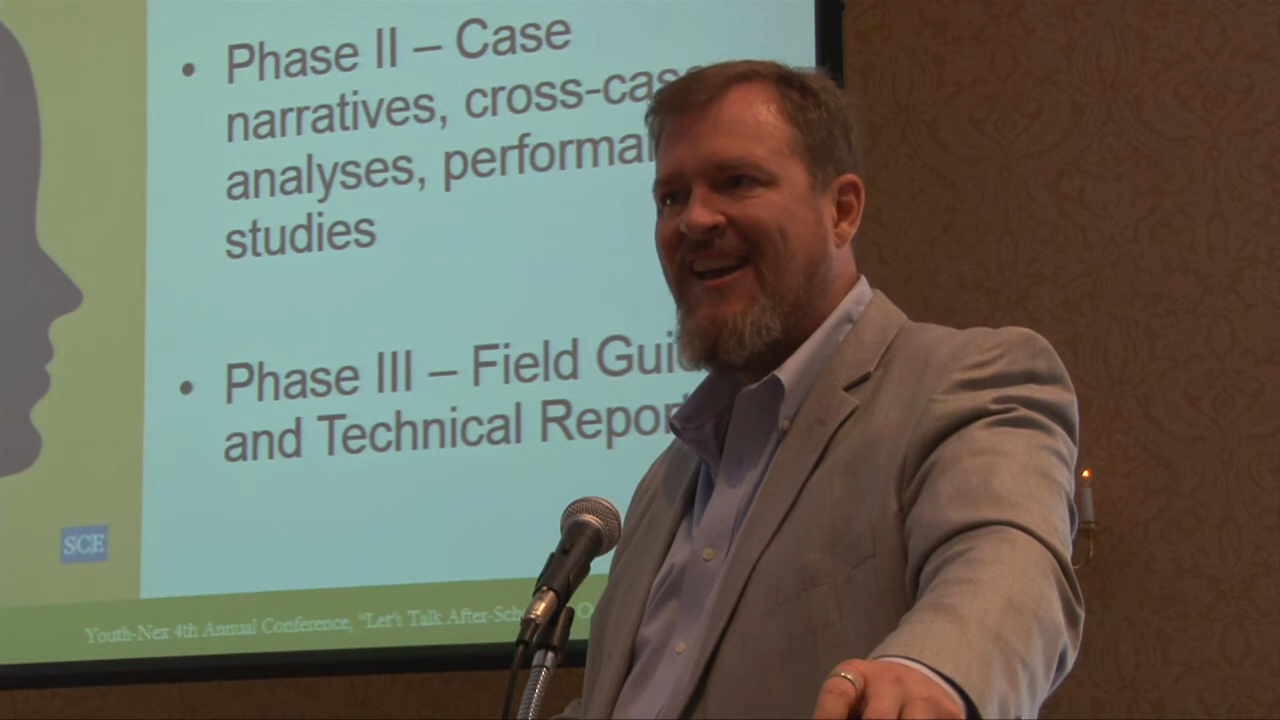 • Phase II – Case
narratives, cross-cas
analyses, performa
studies
• Phase III – Field Gui
and Technical Repor
SCE
Youth-Nex 4th Annual Conference, “Let's Talk After-Sch